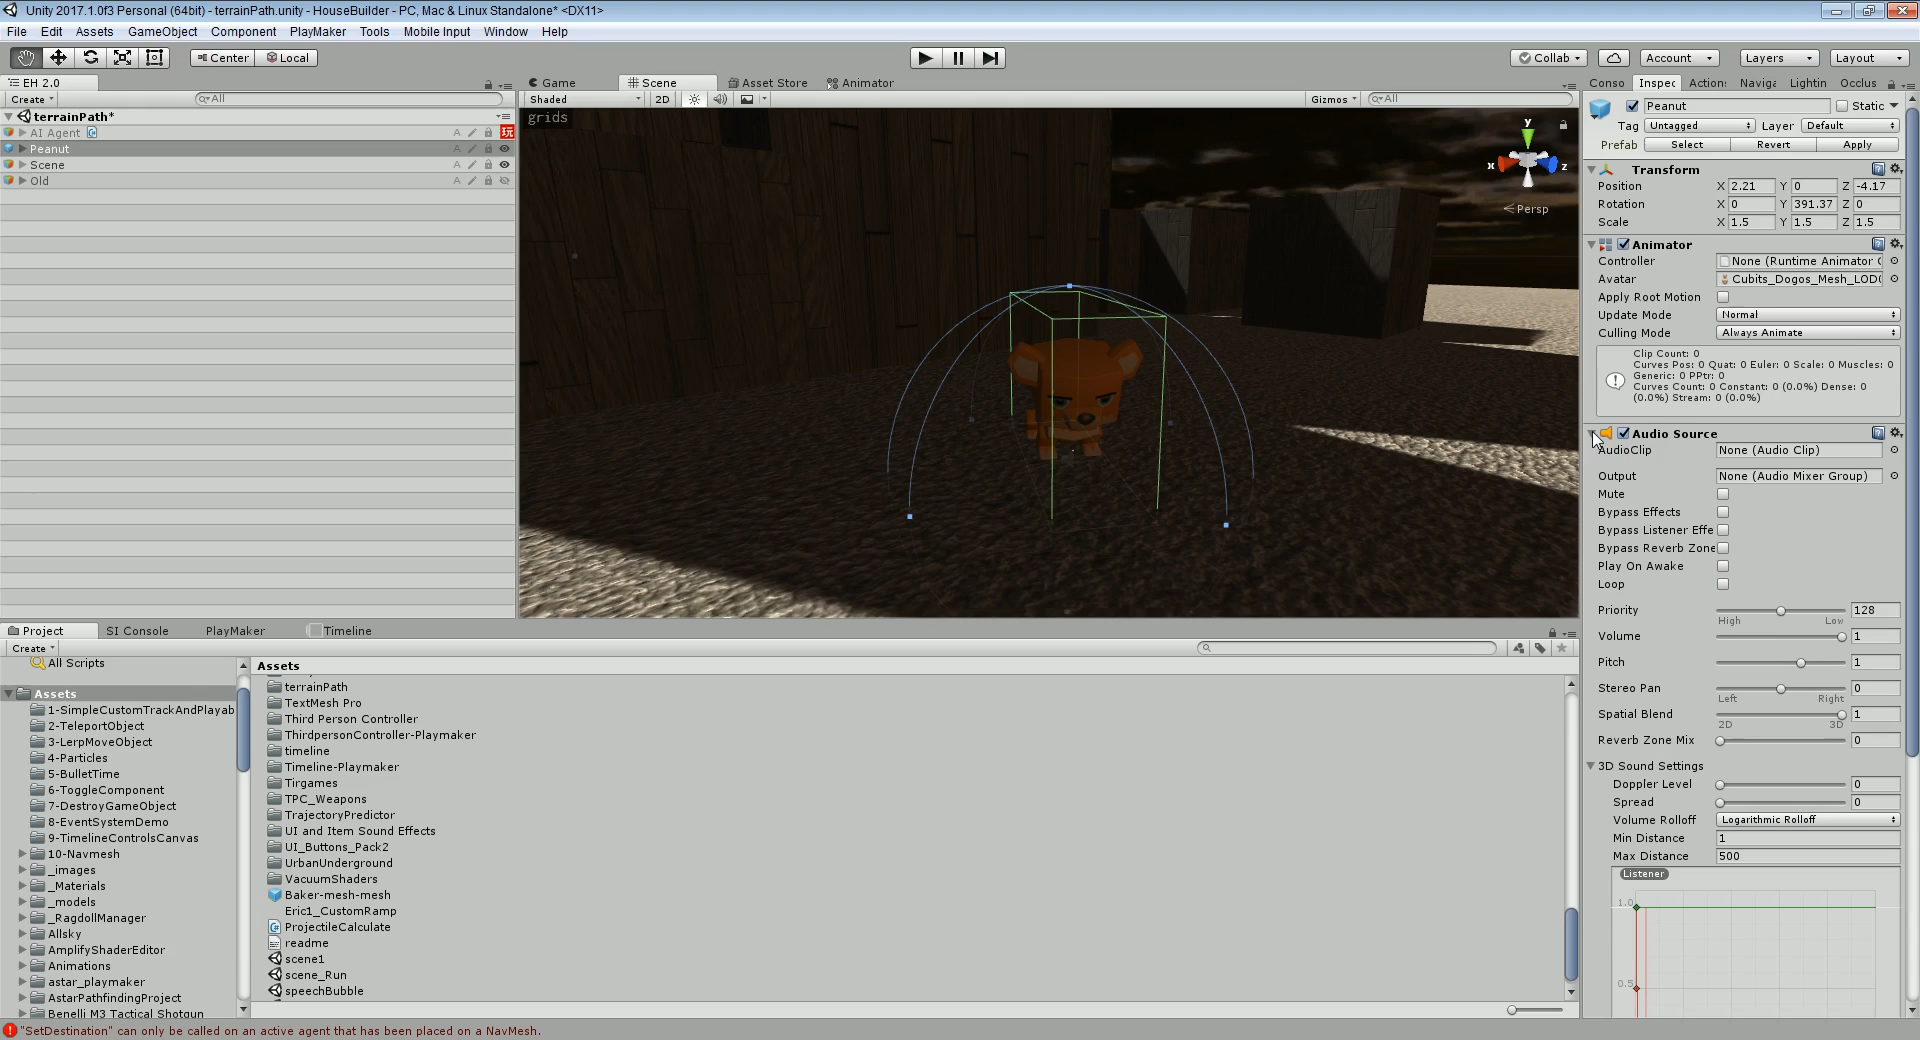 Unity 2017.1.0f3 Personal (64bit) - terrainPath.unity - HouseBuilder - PC, Mac & Linux Standalone* <DX11>
File Edit Assets GameObject Component PlayMaker Tools Mobile Input Window Help
Center Local
Collab Account Layers Layout
EH 2.0
Create All
terrainPath*
AI Agent A 玩
Peanut A
Scene A
Old A
Game Scene Asset Store Animator
Shaded 2D Gizmos All
grids
y
x
z
Persp
Conso Inspec Action Naviga Lightin Occlus
Peanut Static
Tag Untagged Layer Default
Prefab Select Revert Apply
Transform
Position X 2.21 Y 0 Z -4.17
Rotation X 0 Y 391.37 Z 0
Scale X 1.5 Y 1.5 Z 1.5
Animator
Controller None (Runtime Animator
Avatar Cubits_Dogos_Mesh_LOD
Apply Root Motion
Update Mode Normal
Culling Mode Always Animate
Clip Count: 0
Curves Pos: 0 Quat: 0 Euler: 0 Scale: 0 Muscles: 0
Generic: 0 PPtr: 0
Curves Count: 0 Constant: 0 (0.0%) Dense: 0
(0.0%) Stream: 0 (0.0%)
Audio Source
AudioClip None (Audio Clip)
Output None (Audio Mixer Group)
Mute
Bypass Effects
Bypass Listener Effe
Bypass Reverb Zone
Play On Awake
Loop
Priority 128
High Low
Volume 1
Pitch 1
Stereo Pan 0
Left Right
Spatial Blend 1
2D 3D
Reverb Zone Mix 0
3D Sound Settings
Doppler Level 0
Spread 0
Volume Rolloff Logarithmic Rolloff
Min Distance 1
Max Distance 500
Listener
1.0
0.5
Project SI Console PlayMaker Timeline
Create
All Scripts
Assets
1-SimpleCustomTrackAndPlayab
2-TeleportObject
3-LerpMoveObject
4-Particles
5-BulletTime
6-ToggleComponent
7-DestroyGameObject
8-EventSystemDemo
9-TimelineControlsCanvas
10-Navmesh
_images
_Materials
_models
_RagdollManager
Allsky
AmplifyShaderEditor
Animations
astar_playmaker
AstarPathfindingProject
Benelli M3 Tactical Shotgun
Assets
terrainPath
TextMesh Pro
Third Person Controller
ThirdpersonController-Playmaker
timeline
Timeline-Playmaker
Tirgames
TPC_Weapons
TrajectoryPredictor
UI and Item Sound Effects
UI_Buttons_Pack2
UrbanUnderground
VacuumShaders
Baker-mesh-mesh
Eric1_CustomRamp
ProjectileCalculate
readme
scene1
scene_Run
speechBubble
"SetDestination" can only be called on an active agent that has been placed on a NavMesh.